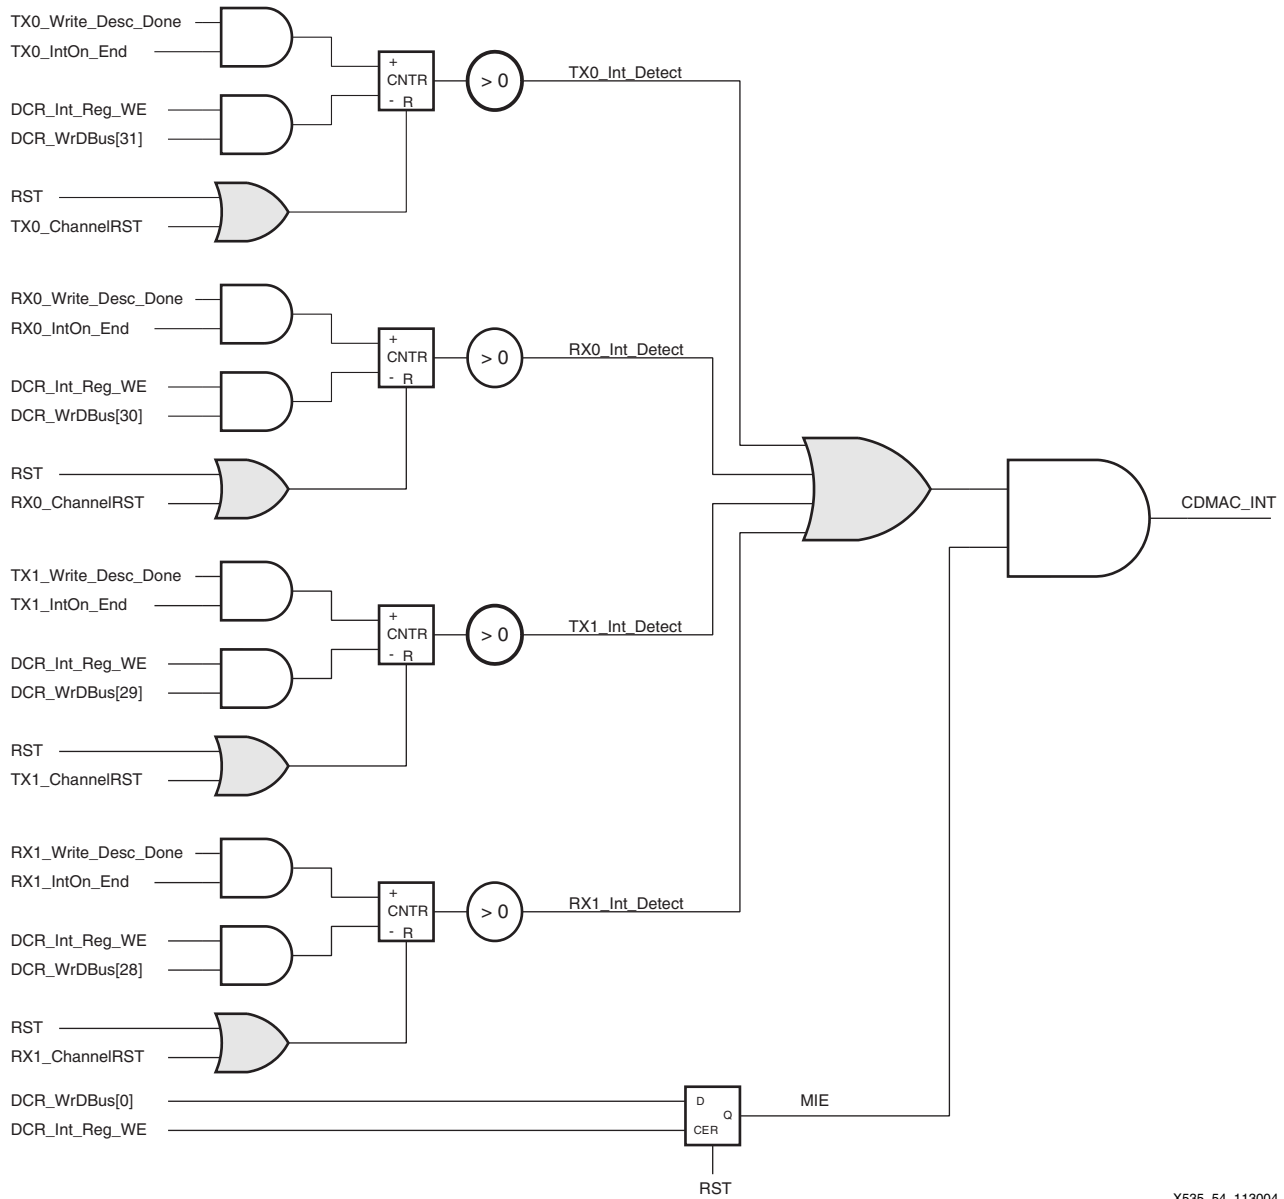 TX0_Write_Desc_Done
TX0_IntOn_End
+
CNTR
- R
> 0
TX0_Int_Detect
DCR_Int_Reg_WE
DCR_WrDBus[31]
RST
TX0_ChannelRST
RX0_Write_Desc_Done
RX0_IntOn_End
+
CNTR
- R
> 0
RX0_Int_Detect
DCR_Int_Reg_WE
DCR_WrDBus[30]
RST
RX0_ChannelRST
CDMAC_INT
TX1_Write_Desc_Done
TX1_IntOn_End
+
CNTR
- R
> 0
TX1_Int_Detect
DCR_Int_Reg_WE
DCR_WrDBus[29]
RST
TX1_ChannelRST
RX1_Write_Desc_Done
RX1_IntOn_End
+
CNTR
- R
> 0
RX1_Int_Detect
DCR_Int_Reg_WE
DCR_WrDBus[28]
RST
RX1_ChannelRST
DCR_WrDBus[0]
DCR_Int_Reg_WE
D
Q
CER
MIE
RST
X535_54_113004